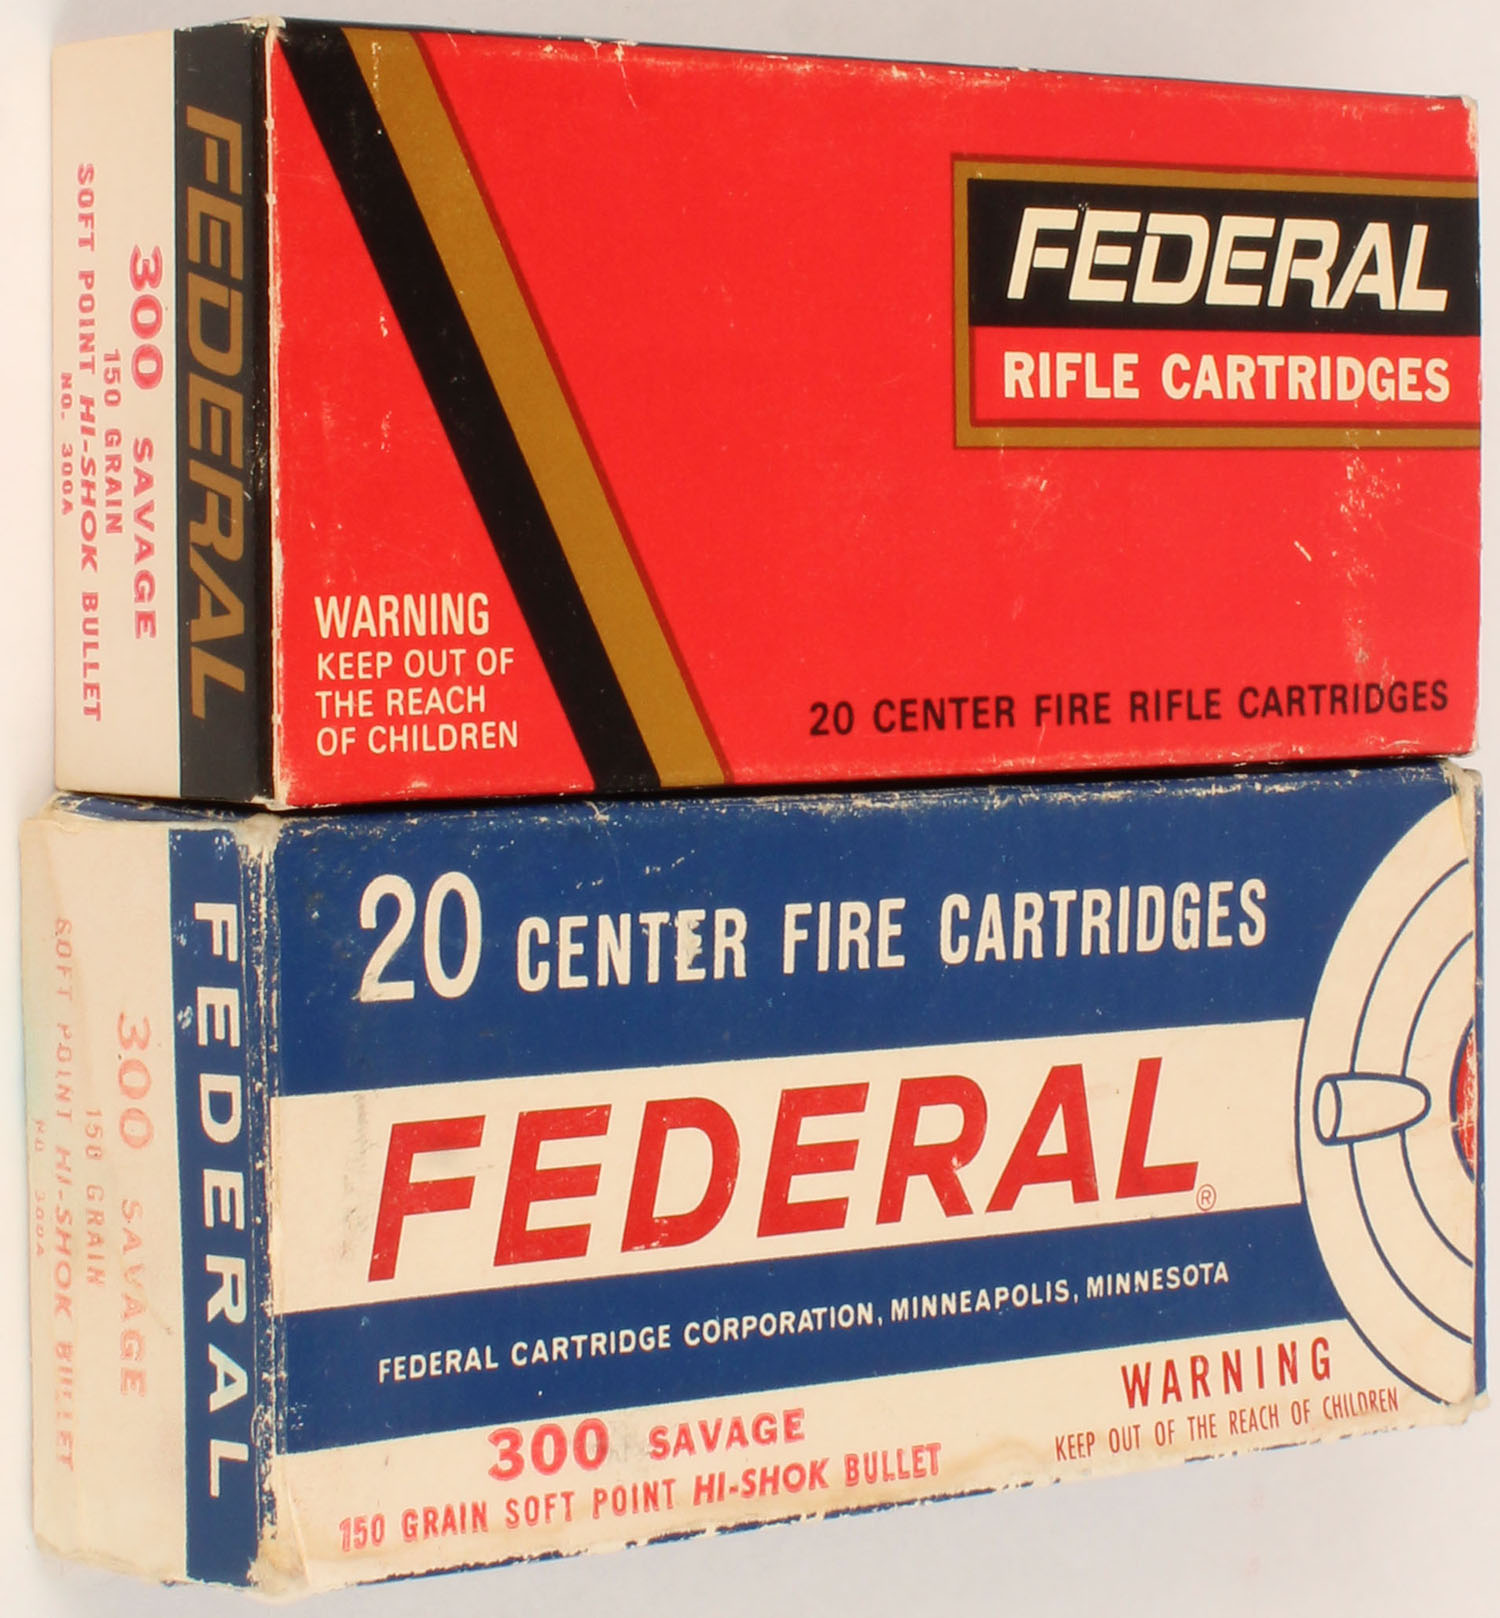 FEDERAL
300 SAVAGE
150 GRAIN
SOFT POINT HI-SHOK BULLET
NO. 300A
FEDERAL
RIFLE CARTRIDGES
WARNING
KEEP OUT OF
THE REACH
OF CHILDREN
20 CENTER FIRE RIFLE CARTRIDGES
FEDERAL
300 SAVAGE
150 GRAIN
SOFT POINT HI-SHOK BULLET
NO 300A
20 CENTER FIRE CARTRIDGES
FEDERAL®
FEDERAL CARTRIDGE CORPORATION, MINNEAPOLIS, MINNESOTA
300 SAVAGE
150 GRAIN SOFT POINT HI-SHOK BULLET
WARNING
KEEP OUT OF THE REACH OF CHILDREN